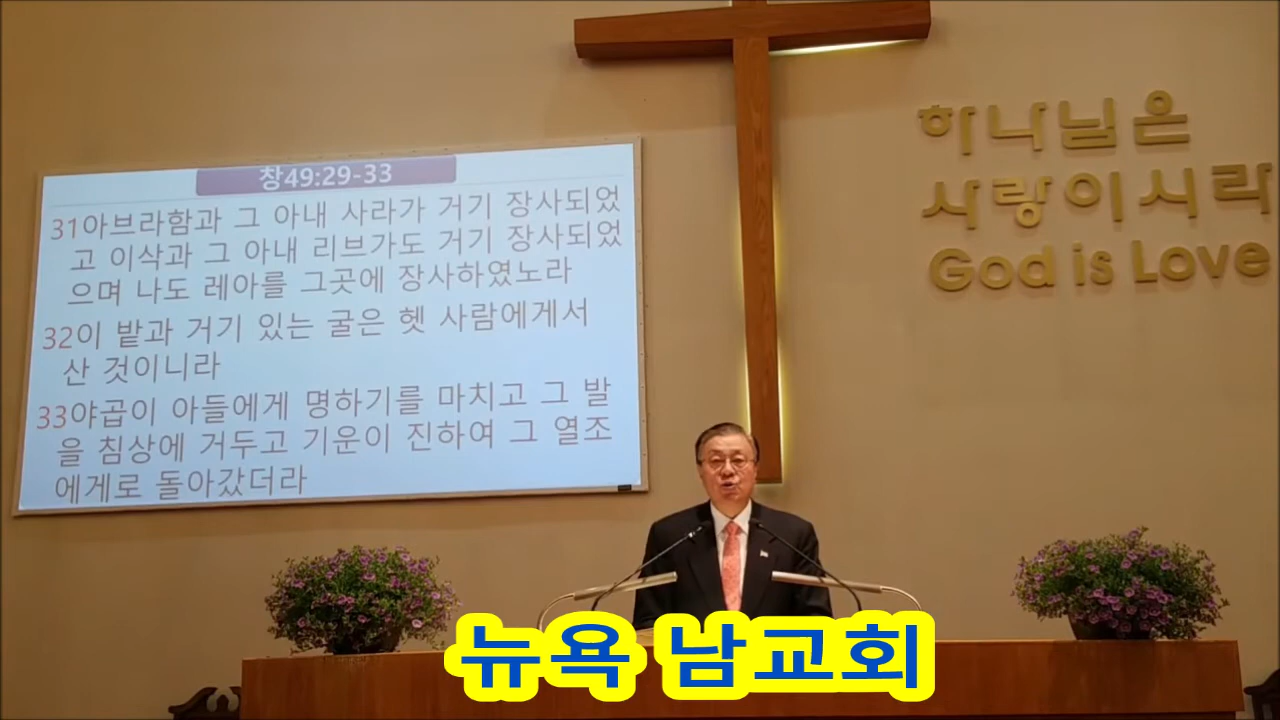 창49:29-33
31아브라함과 그 아내 사라가 거기 장사되었
고 이삭과 그 아내 리브가도 거기 장사되었
으며 나도 레아를 그곳에 장사하였노라
32이 밭과 거기 있는 굴은 헷 사람에게서
산 것이니라
33야곱이 아들에게 명하기를 마치고 그 발
을 침상에 거두고 기운이 진하여 그 열조
에게로 돌아갔더라
하나님은
사랑이시라
God is Love
뉴욕 남교회